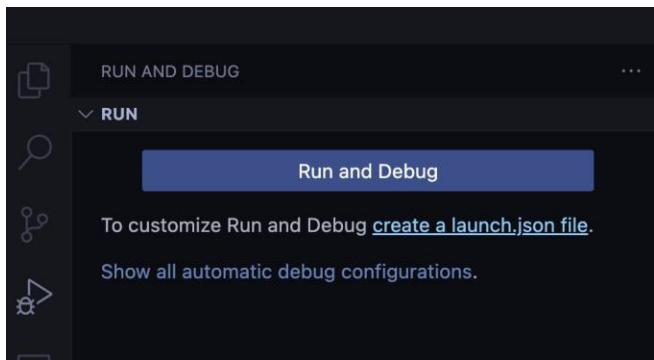 RUN AND DEBUG
RUN
Run and Debug
To customize Run and Debug create a launch.json file.
Show all automatic debug configurations.